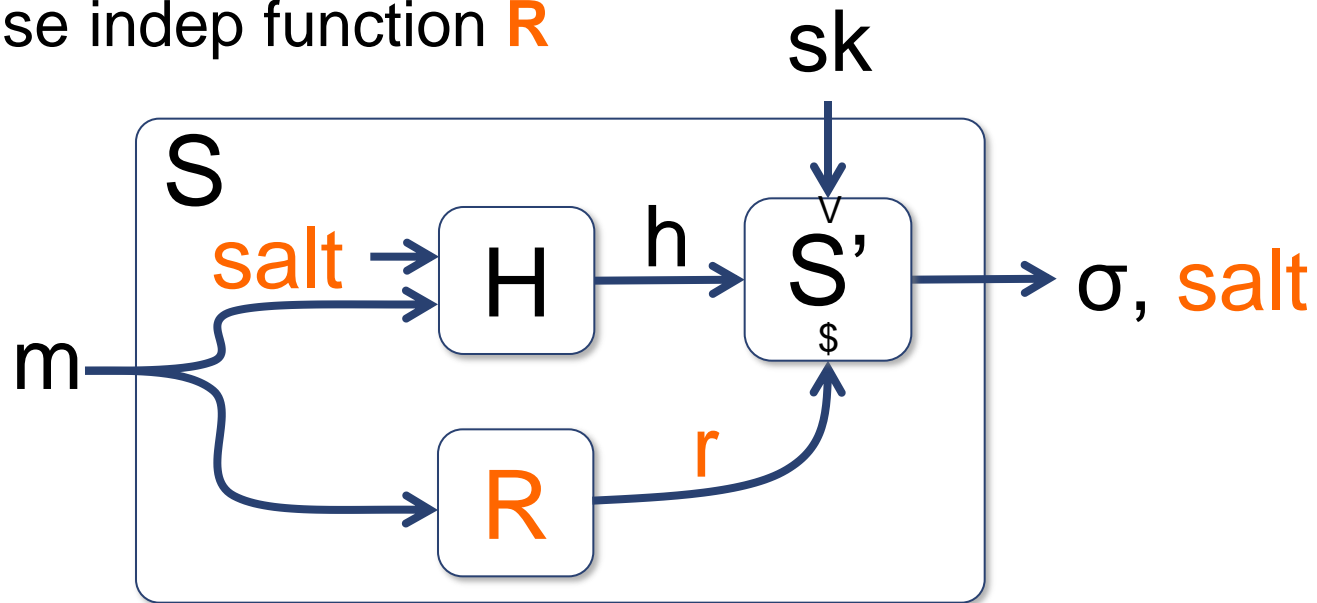 se indep function R
sk
S
salt
H
h
V
S’
$
σ, salt
m
r
R